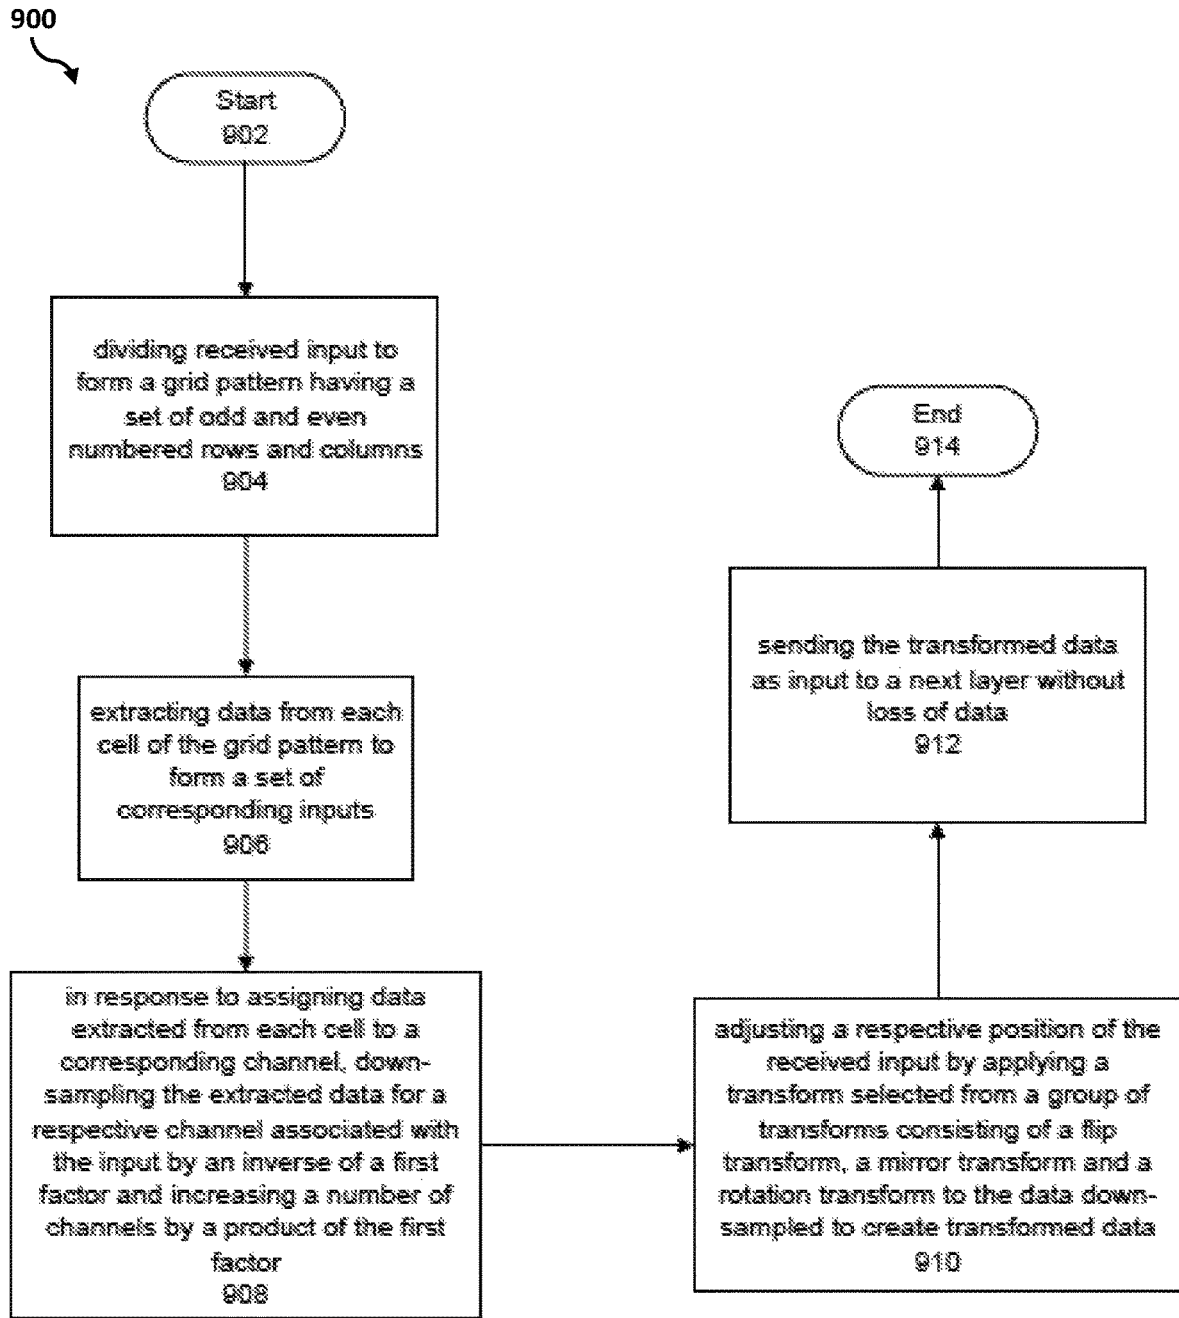 900
Start
902
dividing received input to
form a grid pattern having a
set of odd and even
numbered rows and columns
904
extracting data from each
cell of the grid pattern to
form a set of
corresponding inputs
906
in response to assigning data
extracted from each cell to a
corresponding channel, down-
sampling the extracted data for a
respective channel associated with
the input by an inverse of a first
factor and increasing a number of
channels by a product of the first
factor
908
adjusting a respective position of the
received input by applying a
transform selected from a group of
transforms consisting of a flip
transform, a mirror transform and a
rotation transform to the data down-
sampled to create transformed data
910
sending the transformed data
as input to a next layer without
loss of data
912
End
914